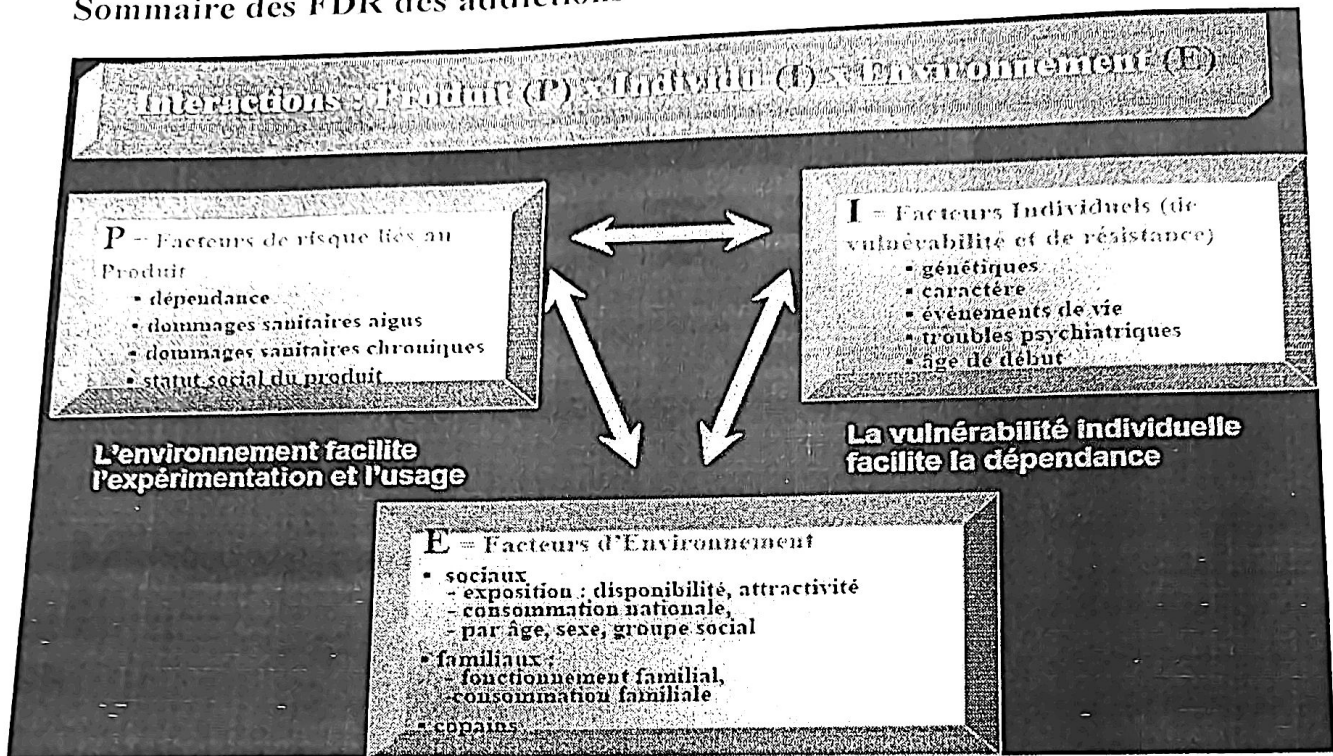 Sommaire des FDR des addictions
Interactions : Produit (P) x Individu (I) x Environnement (E)
P = Facteurs de risque liés au
Produit
▪ dépendance
▪ dommages sanitaires aigus
▪ dommages sanitaires chroniques
▪ statut social du produit
I = Facteurs Individuels (de
vulnérabilité et de résistance)
▪ génétiques
▪ caractère
▪ évènements de vie
▪ troubles psychiatriques
▪ âge de début
L'environnement facilite
l'expérimentation et l'usage
La vulnérabilité individuelle
facilite la dépendance
E = Facteurs d'Environnement
▪ sociaux
- exposition : disponibilité, attractivité
- consommation nationale,
- par âge, sexe, groupe social
▪ familiaux :
- fonctionnement familial,
-consommation familiale
▪ copains